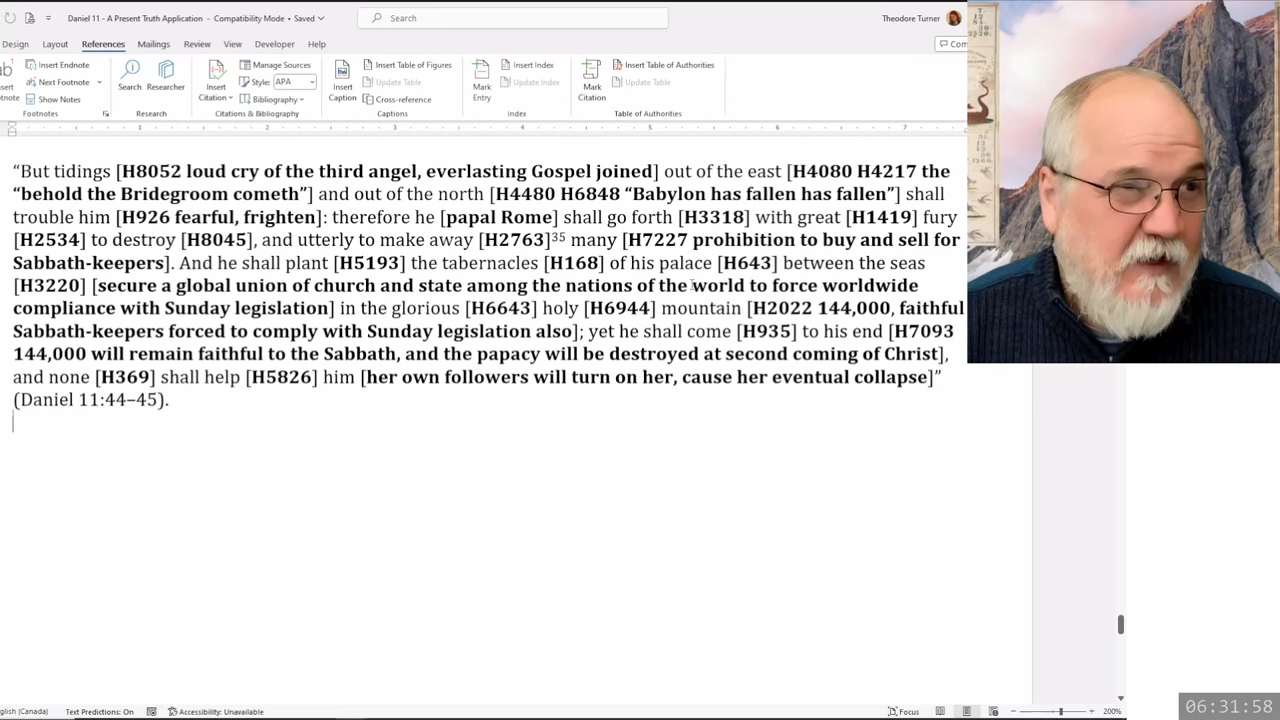 Daniel 11 - A Present Truth Application - Compatibility Mode • Saved
Search
Theodore Turner
Design Layout References Mailings Review View Developer Help
Insert Endnote
Next Footnote
Show Notes
Footnotes
Search
Researcher
Research
Insert Citation
Manage Sources
Style: APA
Bibliography
Citations & Bibliography
Insert Caption
Insert Table of Figures
Update Table
Cross-reference
Captions
Mark Entry
Insert Index
Update Index
Index
Mark Citation
Insert Table of Authorities
Update Table
Table of Authorities
1 2 3 4 5 6 7
“But tidings [H8052 loud cry of the third angel, everlasting Gospel joined] out of the east [H4080 H4217 the
“behold the Bridegroom cometh”] and out of the north [H4480 H6848 “Babylon has fallen has fallen”] shall
trouble him [H926 fearful, frighten]: therefore he [papal Rome] shall go forth [H3318] with great [H1419] fury
[H2534] to destroy [H8045], and utterly to make away [H2763]35 many [H7227 prohibition to buy and sell for
Sabbath-keepers]. And he shall plant [H5193] the tabernacles [H168] of his palace [H643] between the seas
[H3220] [secure a global union of church and state among the nations of the world to force worldwide
compliance with Sunday legislation] in the glorious [H6643] holy [H6944] mountain [H2022 144,000, faithful
Sabbath-keepers forced to comply with Sunday legislation also]; yet he shall come [H935] to his end [H7093
144,000 will remain faithful to the Sabbath, and the papacy will be destroyed at second coming of Christ],
and none [H369] shall help [H5826] him [her own followers will turn on her, cause her eventual collapse]”
(Daniel 11:44–45).
English (Canada) Text Predictions: On Accessibility: Unavailable Focus 200%
06:31:58